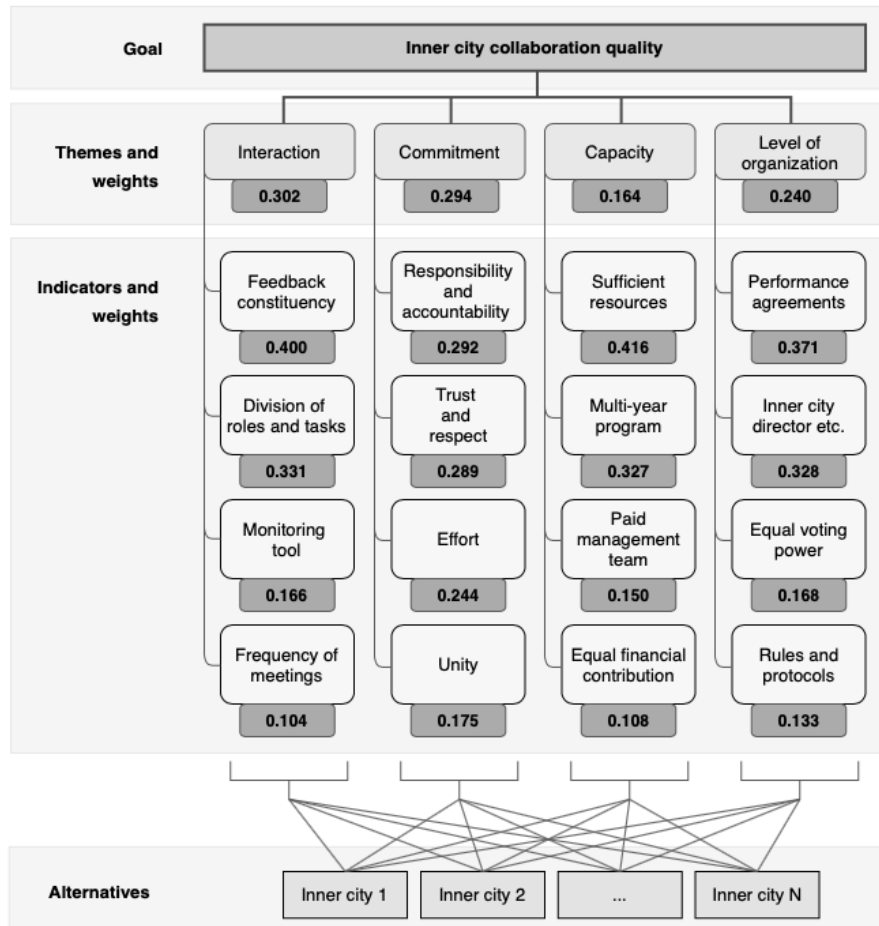 Goal
Inner city collaboration quality
Themes and
weights
Interaction
0.302
Commitment
0.294
Capacity
0.164
Level of
organization
0.240
Indicators and
weights
Feedback
constituency
0.400
Responsibility
and
accountability
0.292
Sufficient
resources
0.416
Performance
agreements
0.371
Division of
roles and tasks
0.331
Trust
and
respect
0.289
Multi-year
program
0.327
Inner city
director etc.
0.328
Monitoring
tool
0.166
Effort
0.244
Paid
management
team
0.150
Equal voting
power
0.168
Frequency of
meetings
0.104
Unity
0.175
Equal financial
contribution
0.108
Rules and
protocols
0.133
Alternatives
Inner city 1
Inner city 2
...
Inner city N